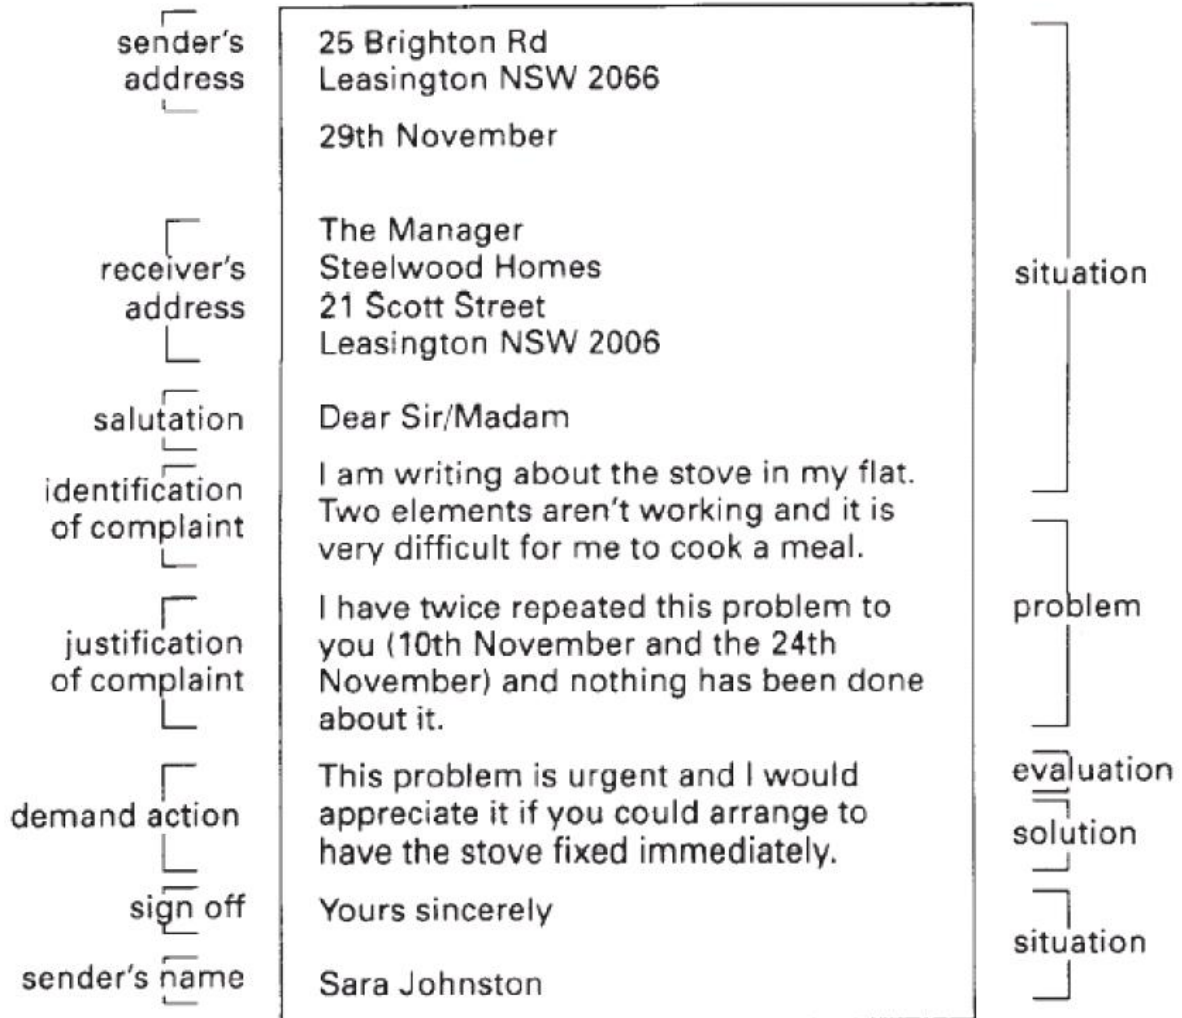 sender's
address
25 Brighton Rd
Leasington NSW 2066
29th November
receiver's
address
The Manager
Steelwood Homes
21 Scott Street
Leasington NSW 2006
situation
salutation
Dear Sir/Madam
identification
of complaint
I am writing about the stove in my flat.
Two elements aren't working and it is
very difficult for me to cook a meal.
justification
of complaint
I have twice repeated this problem to
you (10th November and the 24th
November) and nothing has been done
about it.
problem
demand action
This problem is urgent and I would
appreciate it if you could arrange to
have the stove fixed immediately.
evaluation
solution
sign off
Yours sincerely
situation
sender's name
Sara Johnston